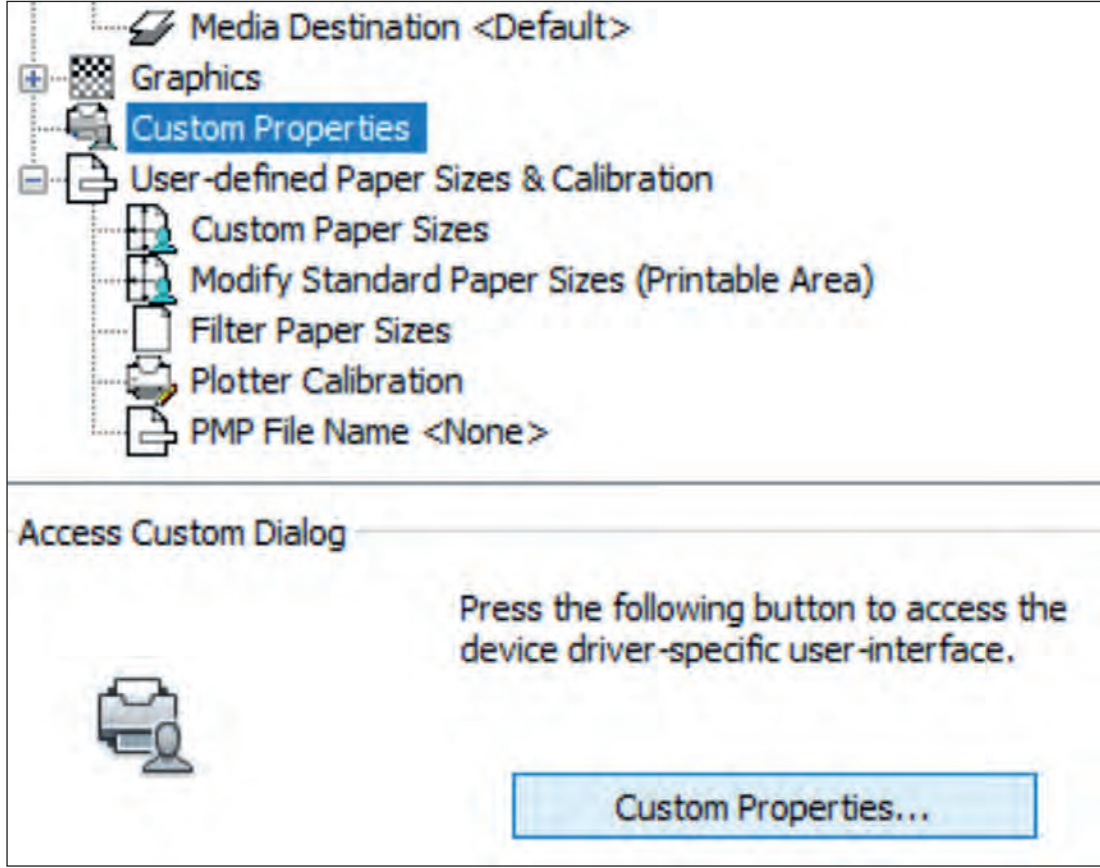 Media Destination <Default>
Graphics
Custom Properties
User-defined Paper Sizes & Calibration
Custom Paper Sizes
Modify Standard Paper Sizes (Printable Area)
Filter Paper Sizes
Plotter Calibration
PMP File Name <None>
Access Custom Dialog
Press the following button to access the
device driver-specific user-interface.
Custom Properties...